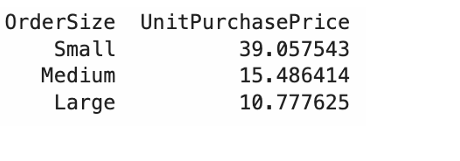 OrderSize UnitPurchasePrice
Small 39.057543
Medium 15.486414
Large 10.777625